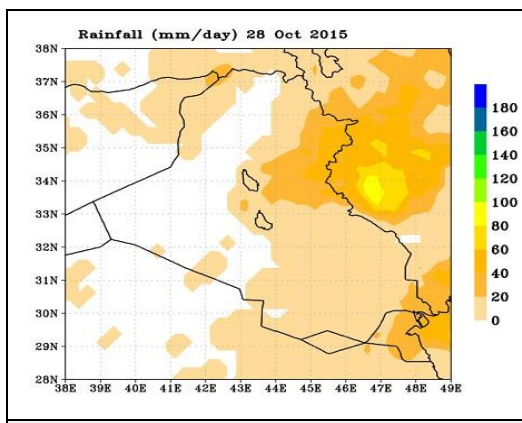 Rainfall (mm/day) 28 Oct 2015
38N
37N
36N
35N
34N
33N
32N
31N
30N
29N
28N
38E 39E 40E 41E 42E 43E 44E 45E 46E 47E 48E 49E
180
160
140
120
100
80
60
40
20
0